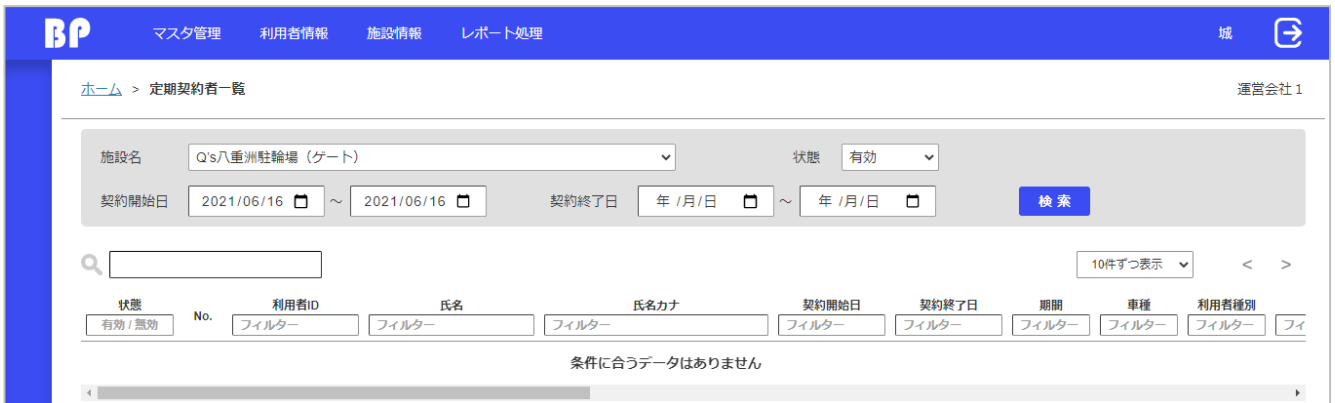 BP マスタ管理 利用者情報 施設情報 レポート処理 城
ホーム > 定期契約者一覧 運営会社1
施設名 Q's八重洲駐輪場（ゲート） 状態 有効
契約開始日 2021/06/16 ～ 2021/06/16 契約終了日 年 /月/日 ～ 年 /月/日 検索
10件ずつ表示 < >
状態 No. 利用者ID 氏名 氏名カナ 契約開始日 契約終了日 期間 車種 利用者種別
有効 / 無効 フィルター フィルター フィルター フィルター フィルター フィルター フィルター フィルター フィ
条件に合うデータはありません